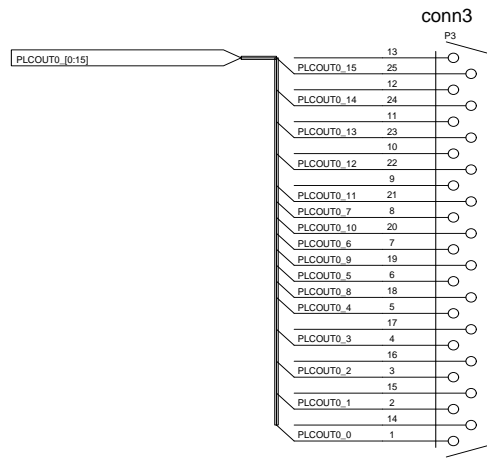 conn3
P3
13
PLCOUT0_[0:15]
PLCOUT0_15 25
12
PLCOUT0_14 24
11
PLCOUT0_13 23
10
PLCOUT0_12 22
9
PLCOUT0_11 21
PLCOUT0_7 8
PLCOUT0_10 20
PLCOUT0_6 7
PLCOUT0_9 19
PLCOUT0_5 6
PLCOUT0_8 18
PLCOUT0_4 5
17
PLCOUT0_3 4
16
PLCOUT0_2 3
15
PLCOUT0_1 2
14
PLCOUT0_0 1